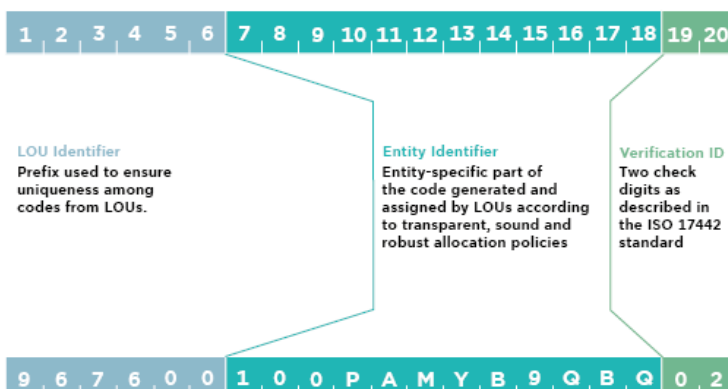 1 2 3 4 5 6 7 8 9 10 11 12 13 14 15 16 17 18 19 20
LOU Identifier
Prefix used to ensure
uniqueness among
codes from LOUs.
Entity Identifier
Entity-specific part of
the code generated and
assigned by LOUs according
to transparent, sound and
robust allocation policies
Verification ID
Two check
digits as
described in
the ISO 17442
standard
9 6 7 6 0 0 1 0 0 P A M Y B 9 Q B Q 0 2